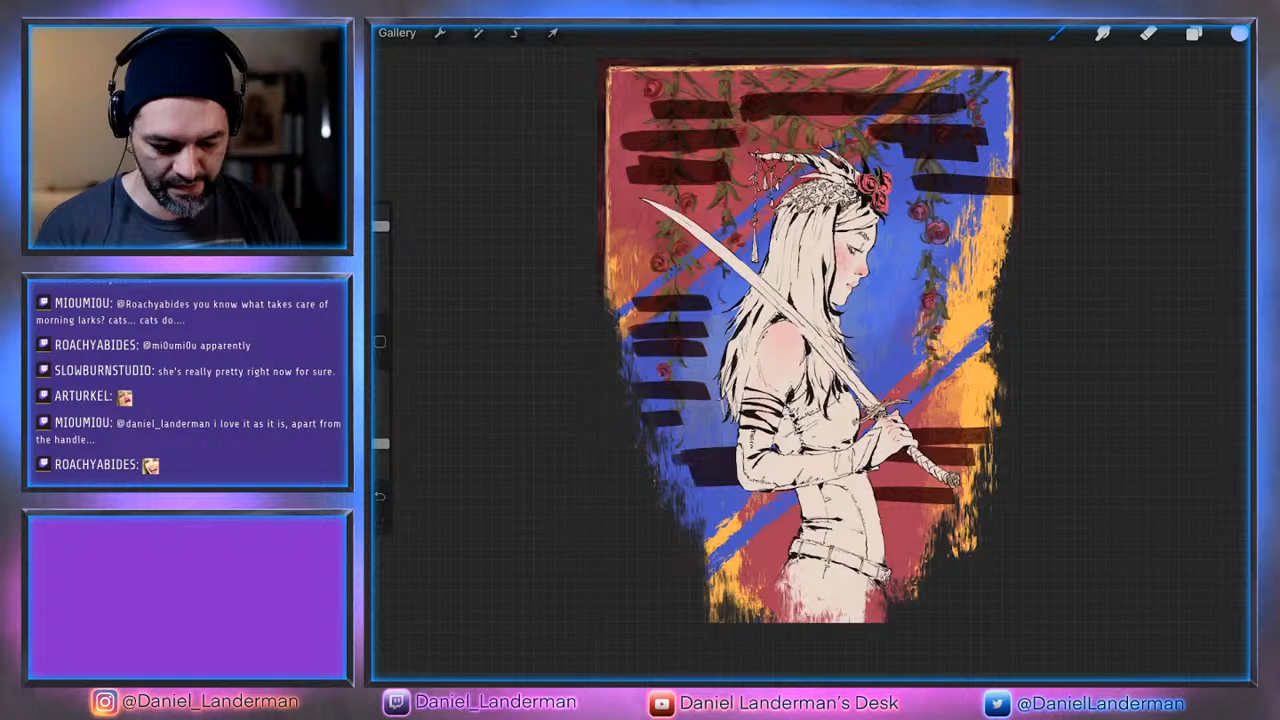 Gallery
MIOUMIOU: @Roachyabides you know what takes care of
morning larks? cats... cats do....
ROACHYABIDES: @mi0umi0u apparently
SLOWBURNSTUDIO: she's really pretty right now for sure.
ARTURKEL:
MIOUMIOU: @daniel_landerman i love it as it is, apart from
the handle...
ROACHYABIDES:
@Daniel_Landerman
Daniel_Landerman
Daniel Landerman's Desk
@DanielLanderman